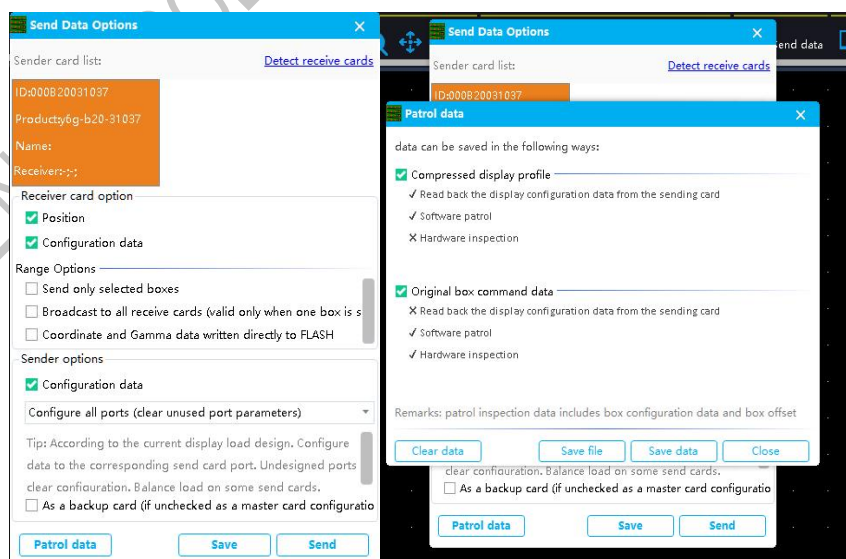 Send Data Options
Sender card list:
Detect receive cards
ID:000B20031037
Product:y6g-b20-31037
Name:
Receiver:-;-;
Receiver card option
Position
Configuration data
Range Options
Send only selected boxes
Broadcast to all receive cards (valid only when one box is s
Coordinate and Gamma data written directly to FLASH
Sender options
Configuration data
Configure all ports (clear unused port parameters)
Tip: According to the current display load design. Configure
data to the corresponding send card port. Undesigned ports
clear configuration. Balance load on some send cards.
As a backup card (if unchecked as a master card configuratio
Patrol data
Save
Send
Send Data Options
end data
Sender card list:
Detect receive cards
ID:000B20031037
Patrol data
data can be saved in the following ways:
Compressed display profile
✓ Read back the display configuration data from the sending card
✓ Software patrol
✕ Hardware inspection
Original box command data
✕ Read back the display configuration data from the sending card
✓ Software patrol
✓ Hardware inspection
Remarks: patrol inspection data includes box configuration data and box offset
Clear data
Save file
Save data
Close
clear configuration. Balance load on some send cards.
As a backup card (if unchecked as a master card configuratio
Patrol data
Save
Send